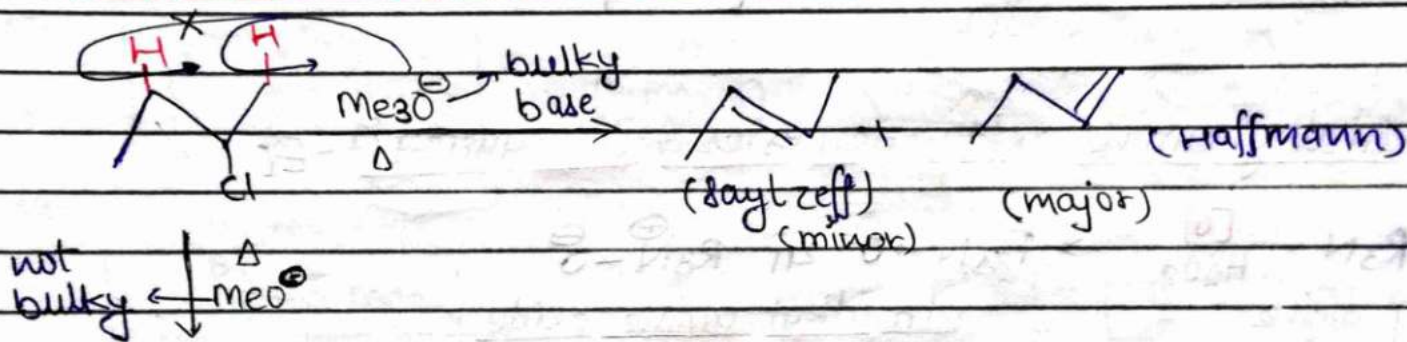 H H
Me3O⊖ → bulky
base
Δ
Cl
+
(Haffmann)
(Saytzeff)
(minor)
(major)
not
bulky ← MeO⊖
Δ